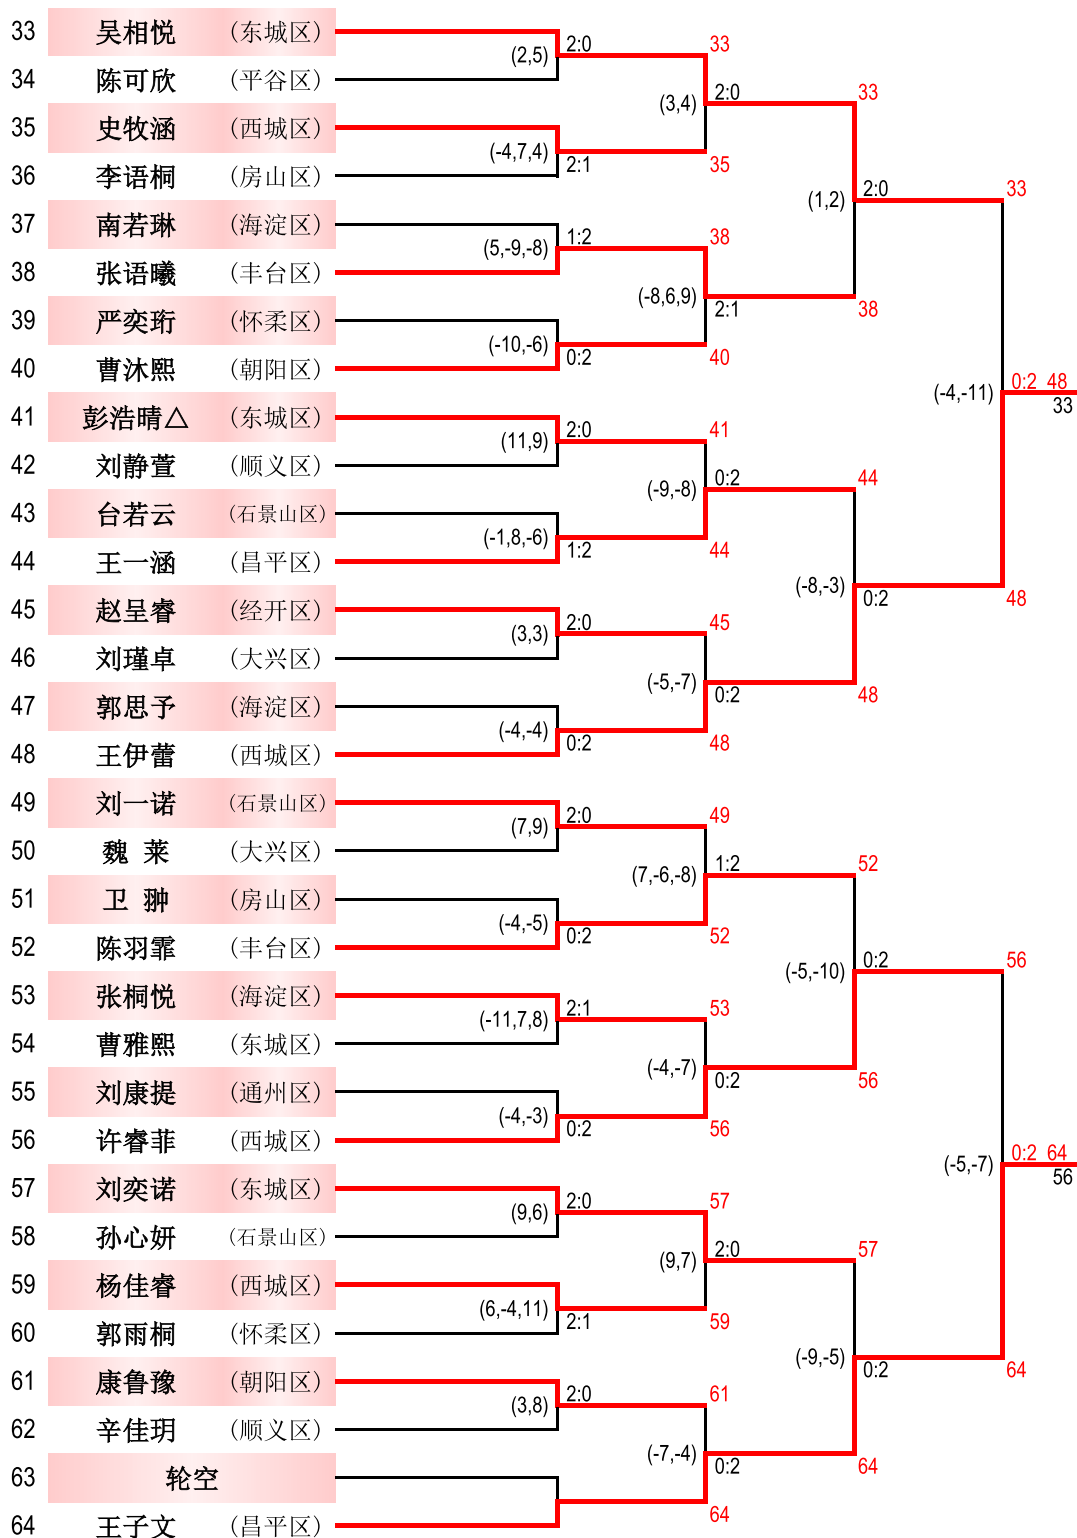 33 吴相悦 (东城区)
(2,5) 2:0 33
34 陈可欣 (平谷区)
(3,4) 2:0 33
35 史牧涵 (西城区)
(-4,7,4) 2:1 35
36 李语桐 (房山区)
(1,2) 2:0 33
37 南若琳 (海淀区)
(5,-9,-8) 1:2 38
38 张语曦 (丰台区)
(-8,6,9) 2:1 38
39 严奕珩 (怀柔区)
(-10,-6) 0:2 40
40 曹沐熙 (朝阳区)
(-4,-11) 0:2 48
33
41 彭浩晴△ (东城区)
(11,9) 2:0 41
42 刘静萱 (顺义区)
(-9,-8) 0:2 44
43 台若云 (石景山区)
(-1,8,-6) 1:2 44
44 王一涵 (昌平区)
(-8,-3) 0:2 48
45 赵呈睿 (经开区)
(3,3) 2:0 45
46 刘瑾卓 (大兴区)
(-5,-7) 0:2 48
47 郭思予 (海淀区)
(-4,-4) 0:2 48
48 王伊蕾 (西城区)
49 刘一诺 (石景山区)
(7,9) 2:0 49
50 魏 莱 (大兴区)
(7,-6,-8) 1:2 52
51 卫 翀 (房山区)
(-4,-5) 0:2 52
52 陈羽霏 (丰台区)
(-5,-10) 0:2 56
53 张桐悦 (海淀区)
(-11,7,8) 2:1 53
54 曹雅熙 (东城区)
(-4,-7) 0:2 56
55 刘康提 (通州区)
(-4,-3) 0:2 56
56 许睿菲 (西城区)
(-5,-7) 0:2 64
56
57 刘奕诺 (东城区)
(9,6) 2:0 57
58 孙心妍 (石景山区)
(9,7) 2:0 57
59 杨佳睿 (西城区)
(6,-4,11) 2:1 59
60 郭雨桐 (怀柔区)
(-9,-5) 0:2 64
61 康鲁豫 (朝阳区)
(3,8) 2:0 61
62 辛佳玥 (顺义区)
(-7,-4) 0:2 64
63 轮空
64
64 王子文 (昌平区)